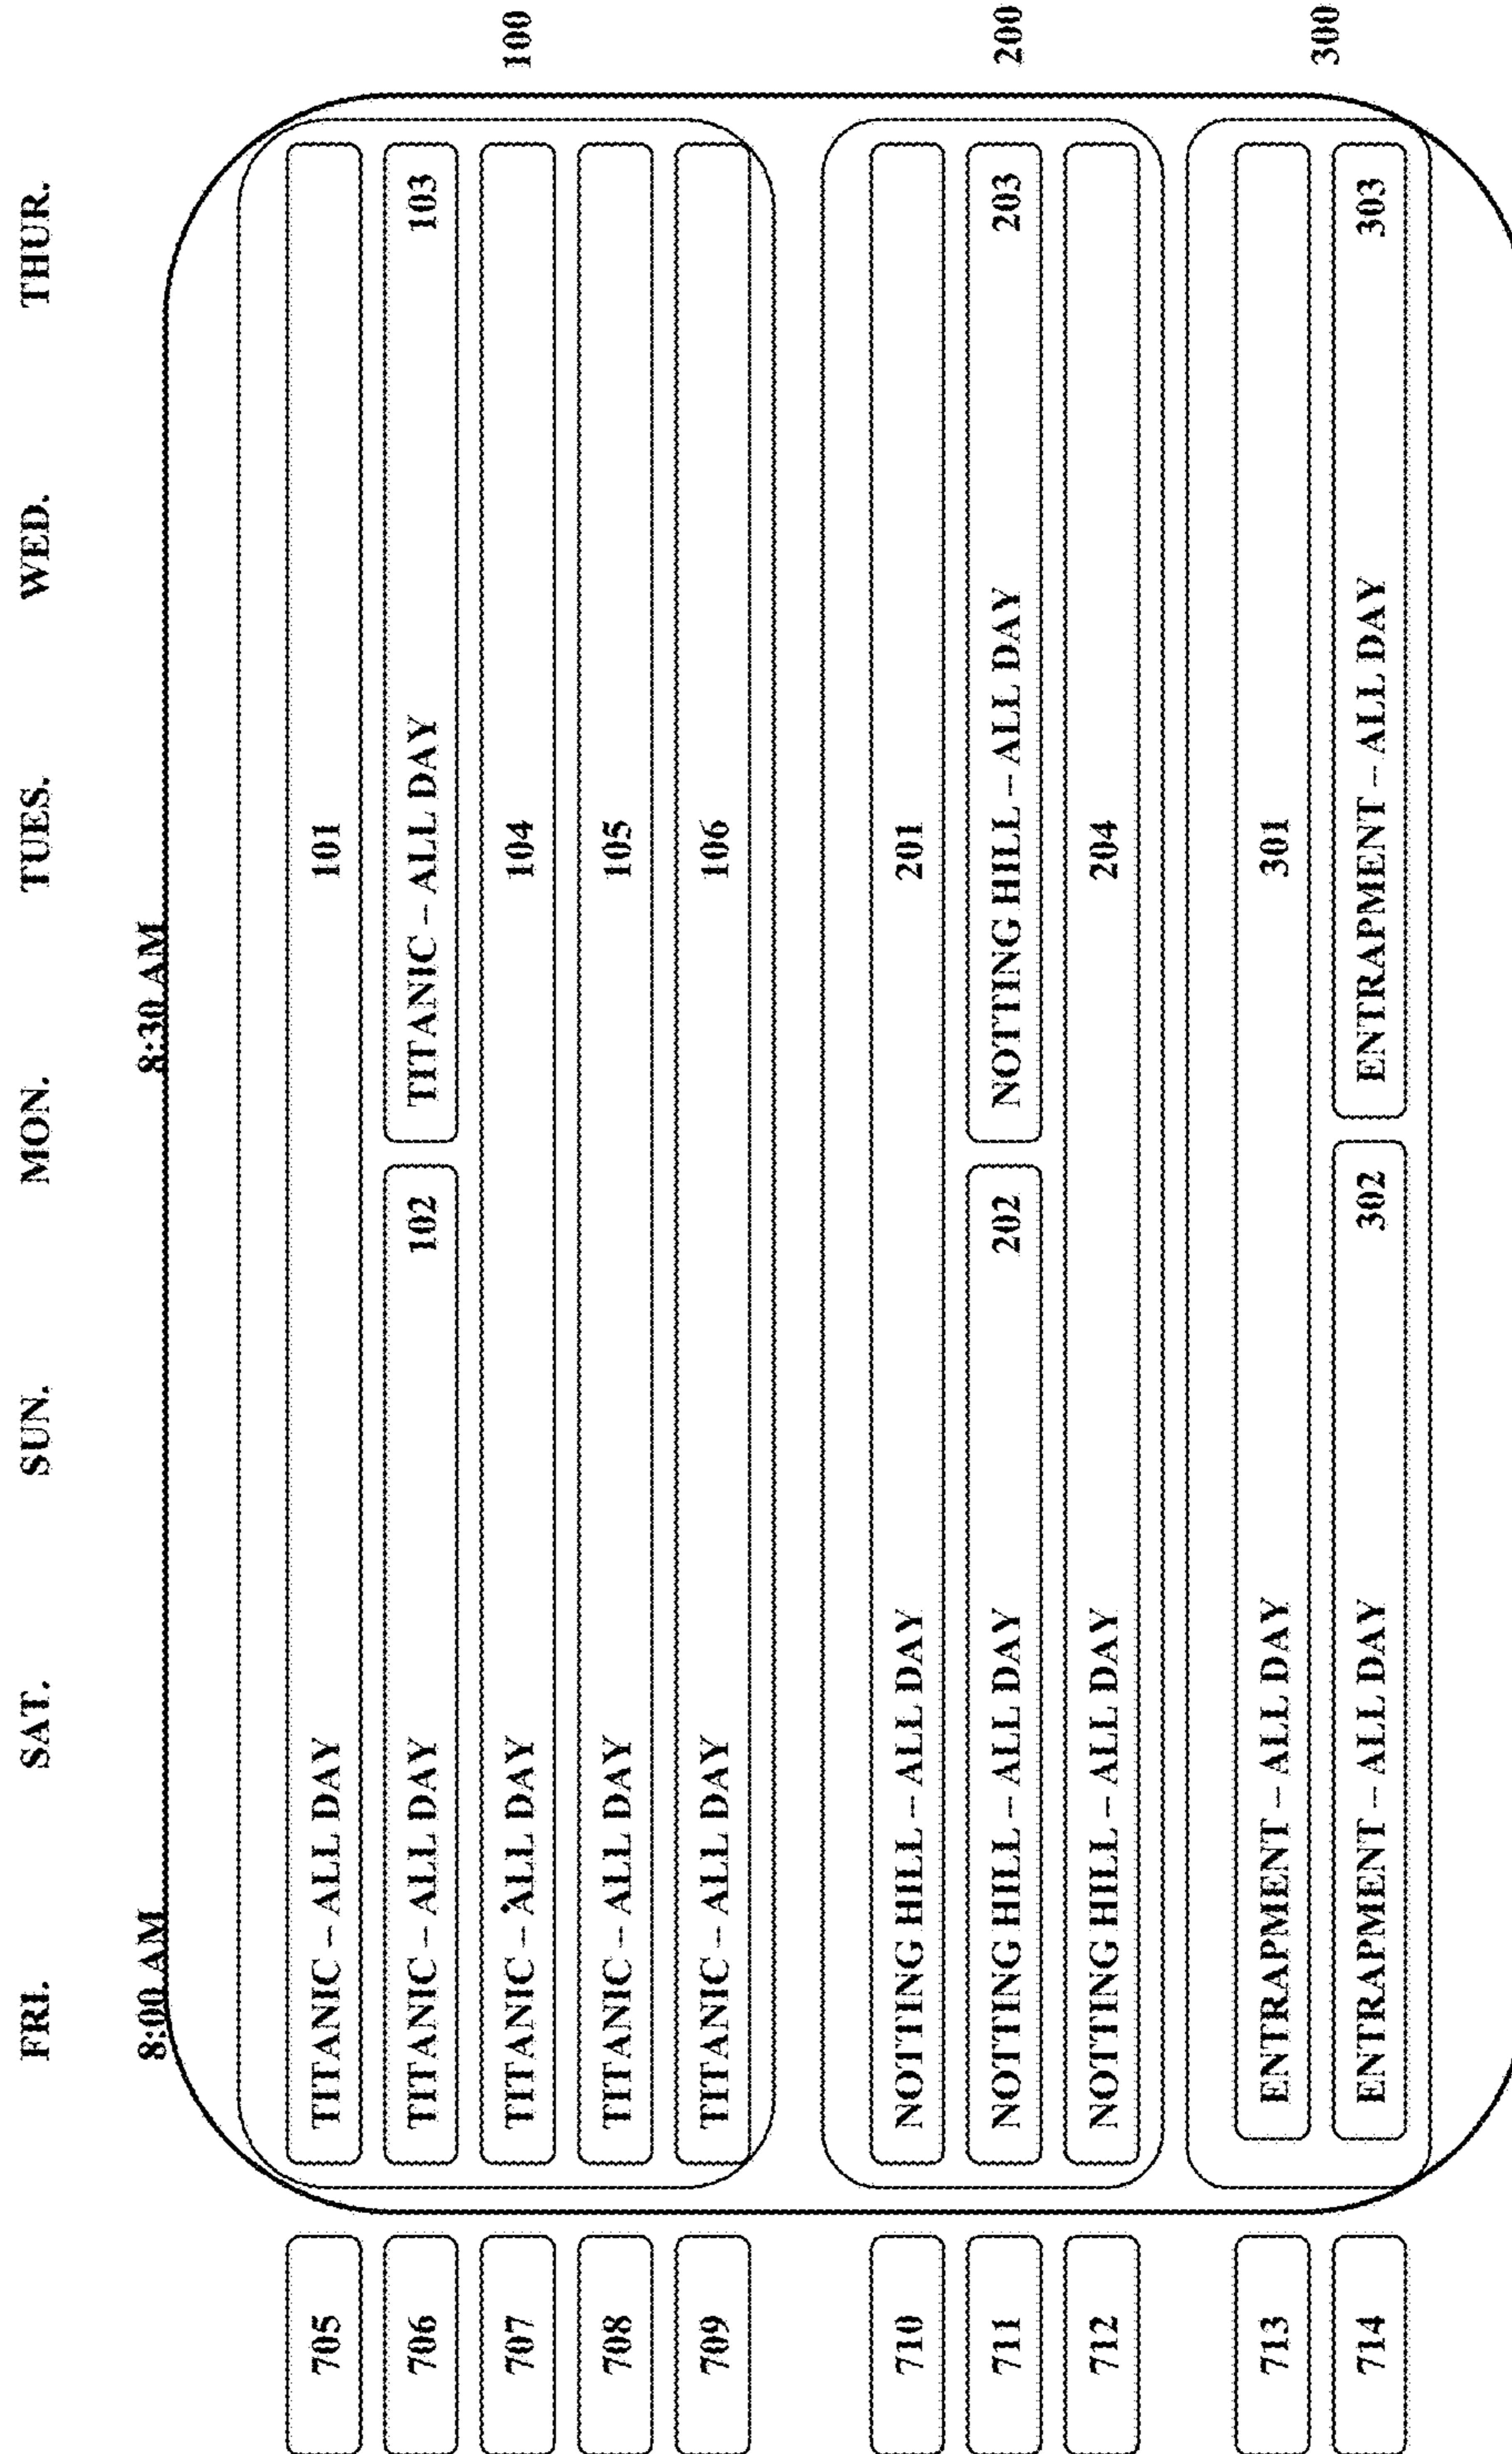 FRI. SAT. SUN. MON. TUES. WED. THUR.
8:00 AM 8:30 AM
705 TITANIC – ALL DAY 101
706 TITANIC – ALL DAY 102 TITANIC – ALL DAY 103
707 TITANIC – ALL DAY 104
100
708 TITANIC – ALL DAY 105
709 TITANIC – ALL DAY 106
710 NOTTING HILL – ALL DAY 201
711 NOTTING HILL – ALL DAY 202 NOTTING HILL – ALL DAY 203
200
712 NOTTING HILL – ALL DAY 204
713 ENTRAPMENT – ALL DAY 301
300
714 ENTRAPMENT – ALL DAY 302 ENTRAPMENT – ALL DAY 303